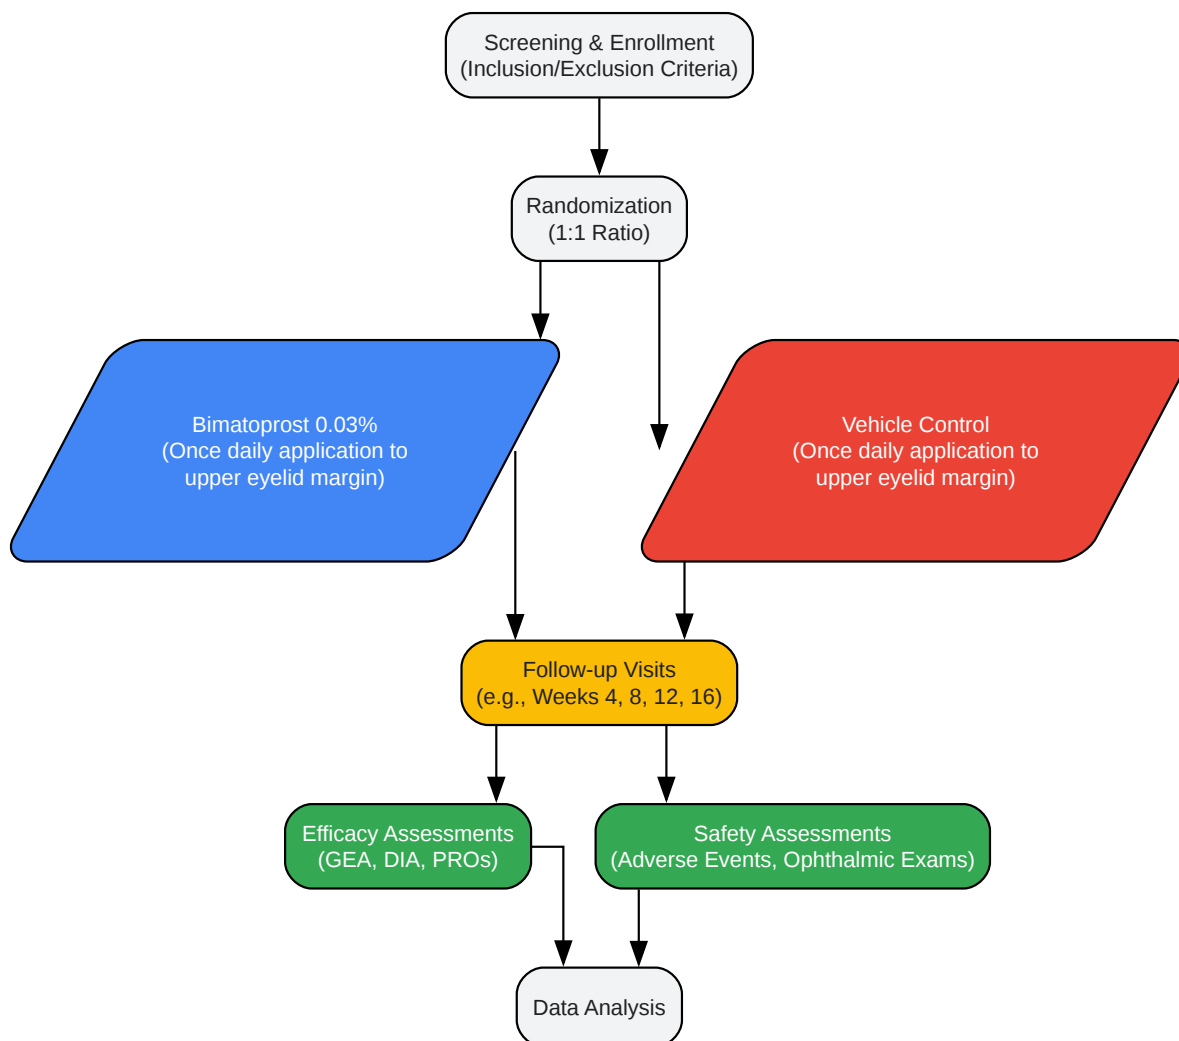 Screening & Enrollment
(Inclusion/Exclusion Criteria)
Randomization
(1:1 Ratio)
Bimatoprost 0.03%
(Once daily application to
upper eyelid margin)
Vehicle Control
(Once daily application to
upper eyelid margin)
Follow-up Visits
(e.g., Weeks 4, 8, 12, 16)
Efficacy Assessments
(GEA, DIA, PROs)
Safety Assessments
(Adverse Events, Ophthalmic Exams)
Data Analysis